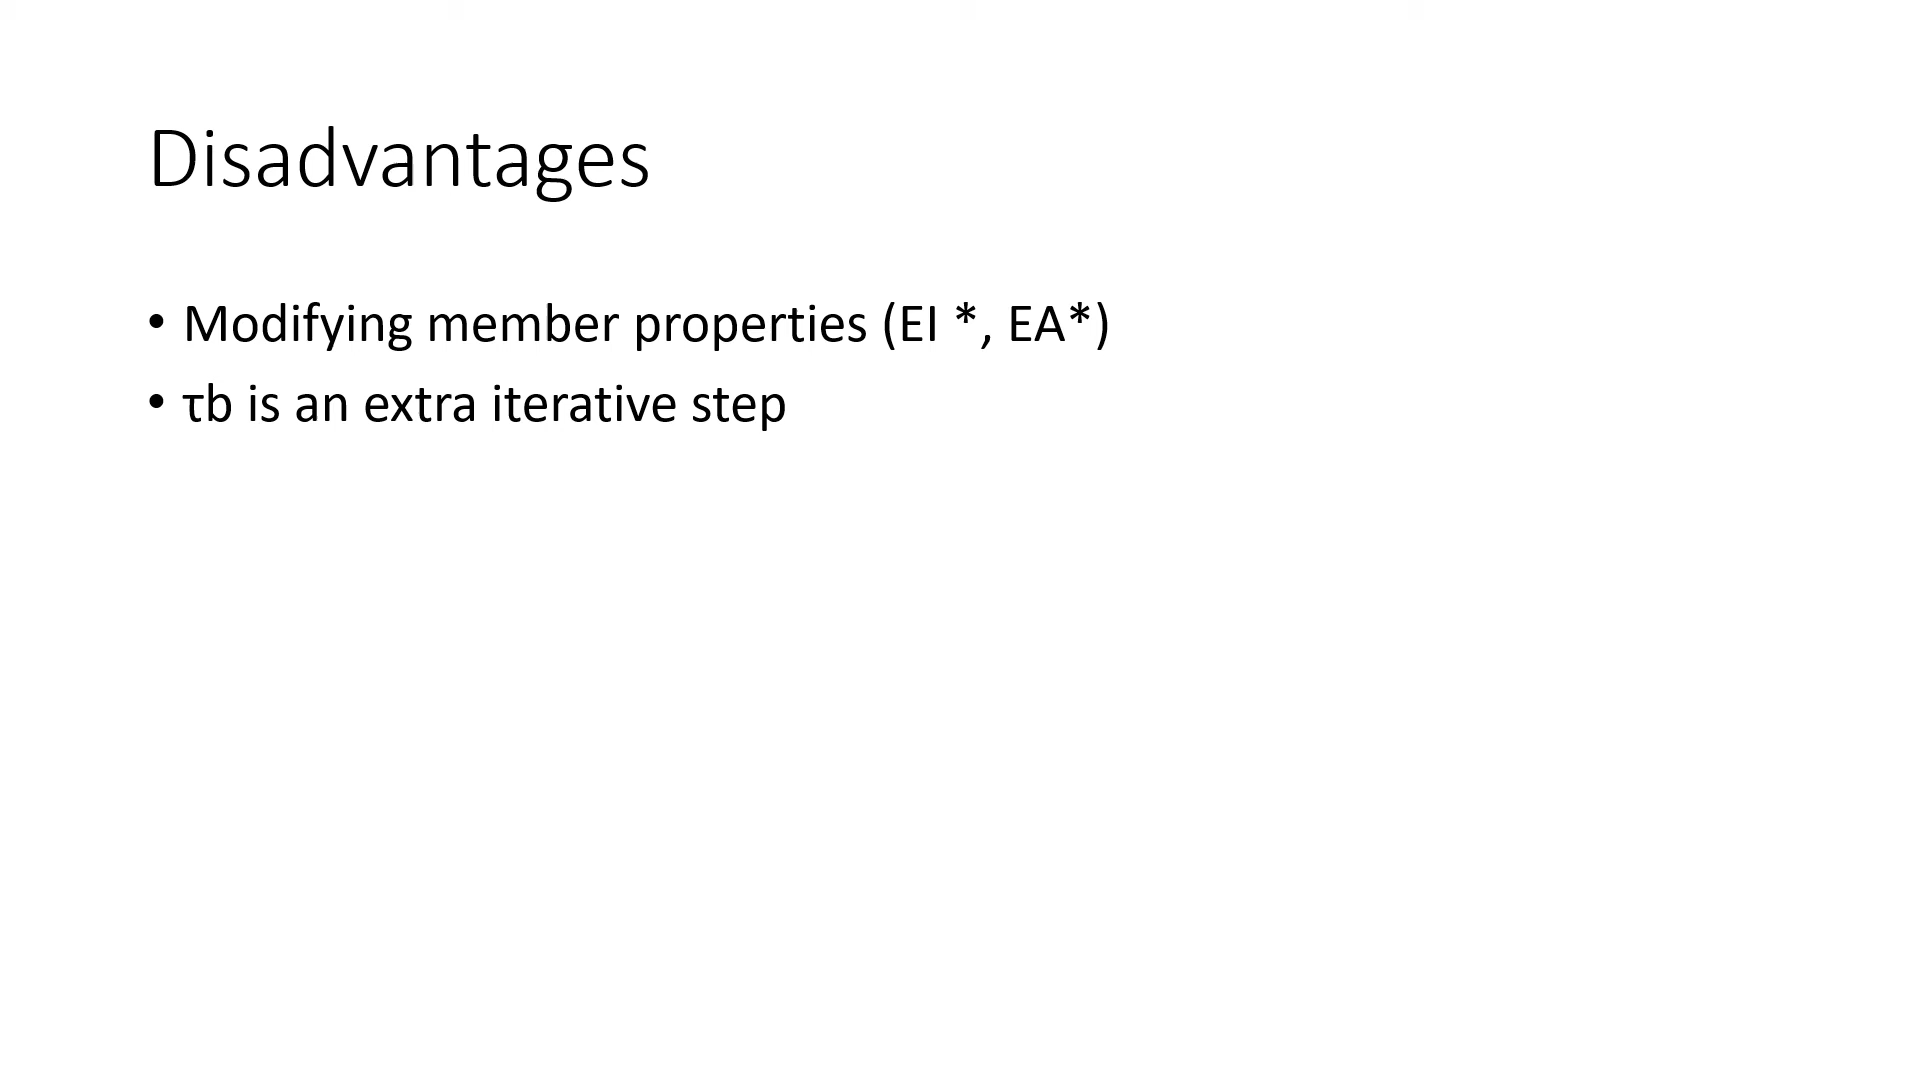 Disadvantages
• Modifying member properties (EI *, EA*)
• τb is an extra iterative step